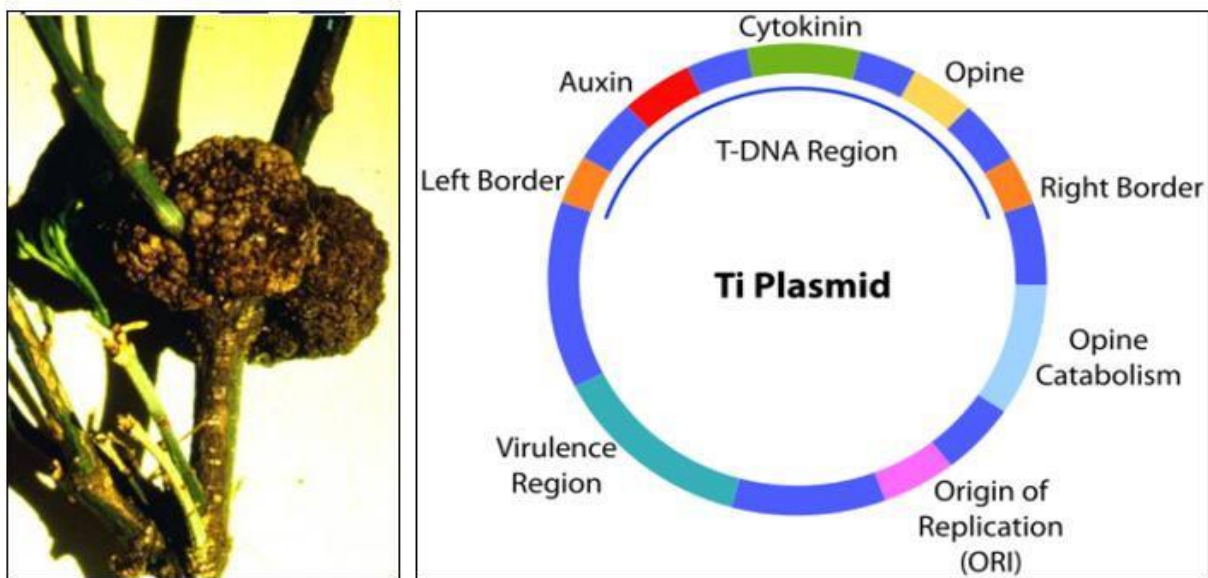 Cytokinin
Auxin
Opine
T-DNA Region
Left Border
Right Border
Ti Plasmid
Opine
Catabolism
Virulence
Region
Origin of
Replication
(ORI)